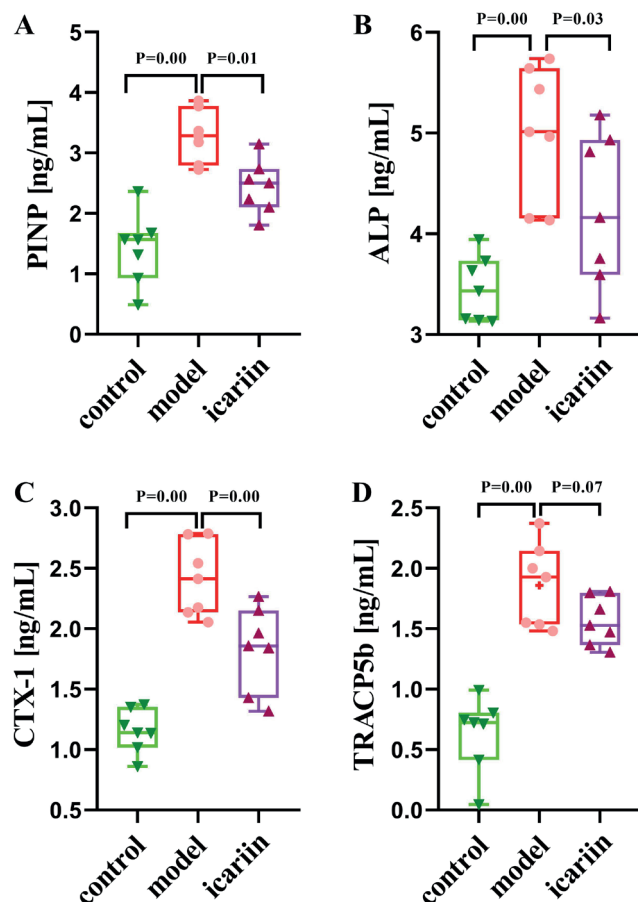 A
P=0.00 P=0.01
PINP [ng/mL]
4
3
2
1
0
control model icariin
B
P=0.00 P=0.03
ALP [ng/mL]
6
5
4
3
control model icariin
C
P=0.00 P=0.00
CTX-1 [ng/mL]
3.0
2.5
2.0
1.5
1.0
0.5
control model icariin
D
P=0.00 P=0.07
TRACP5b [ng/mL]
2.5
2.0
1.5
1.0
0.5
0.0
control model icariin